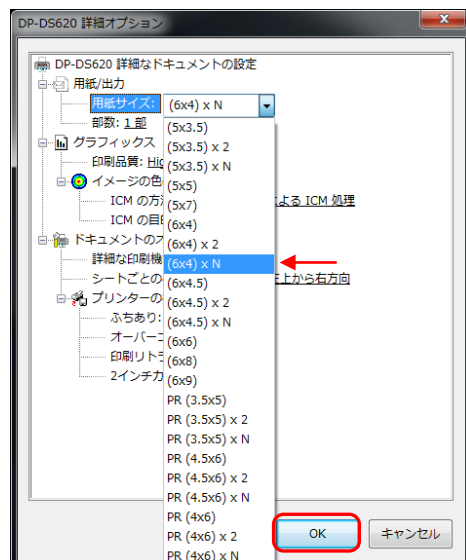 DP-DS620 詳細オプション
DP-DS620 詳細なドキュメントの設定
用紙/出力
用紙サイズ: (6x4) x N
部数: 1 部
グラフィックス
印刷品質:
イメージの色
ICM の方
による ICM 処理
ICM の目
ドキュメントのオ
詳細な印刷機
シートごとの
左上から右方向
プリンターの
ふちあり:
オーバーコ
印刷リトラ
2インチカ
(5x3.5)
(5x3.5) x 2
(5x3.5) x N
(5x5)
(5x7)
(6x4)
(6x4) x 2
(6x4) x N
(6x4.5)
(6x4.5) x 2
(6x4.5) x N
(6x6)
(6x8)
(6x9)
PR (3.5x5)
PR (3.5x5) x 2
PR (3.5x5) x N
PR (4.5x6)
PR (4.5x6) x 2
PR (4.5x6) x N
PR (4x6)
PR (4x6) x 2
PR (4x6) x N
OK
キャンセル